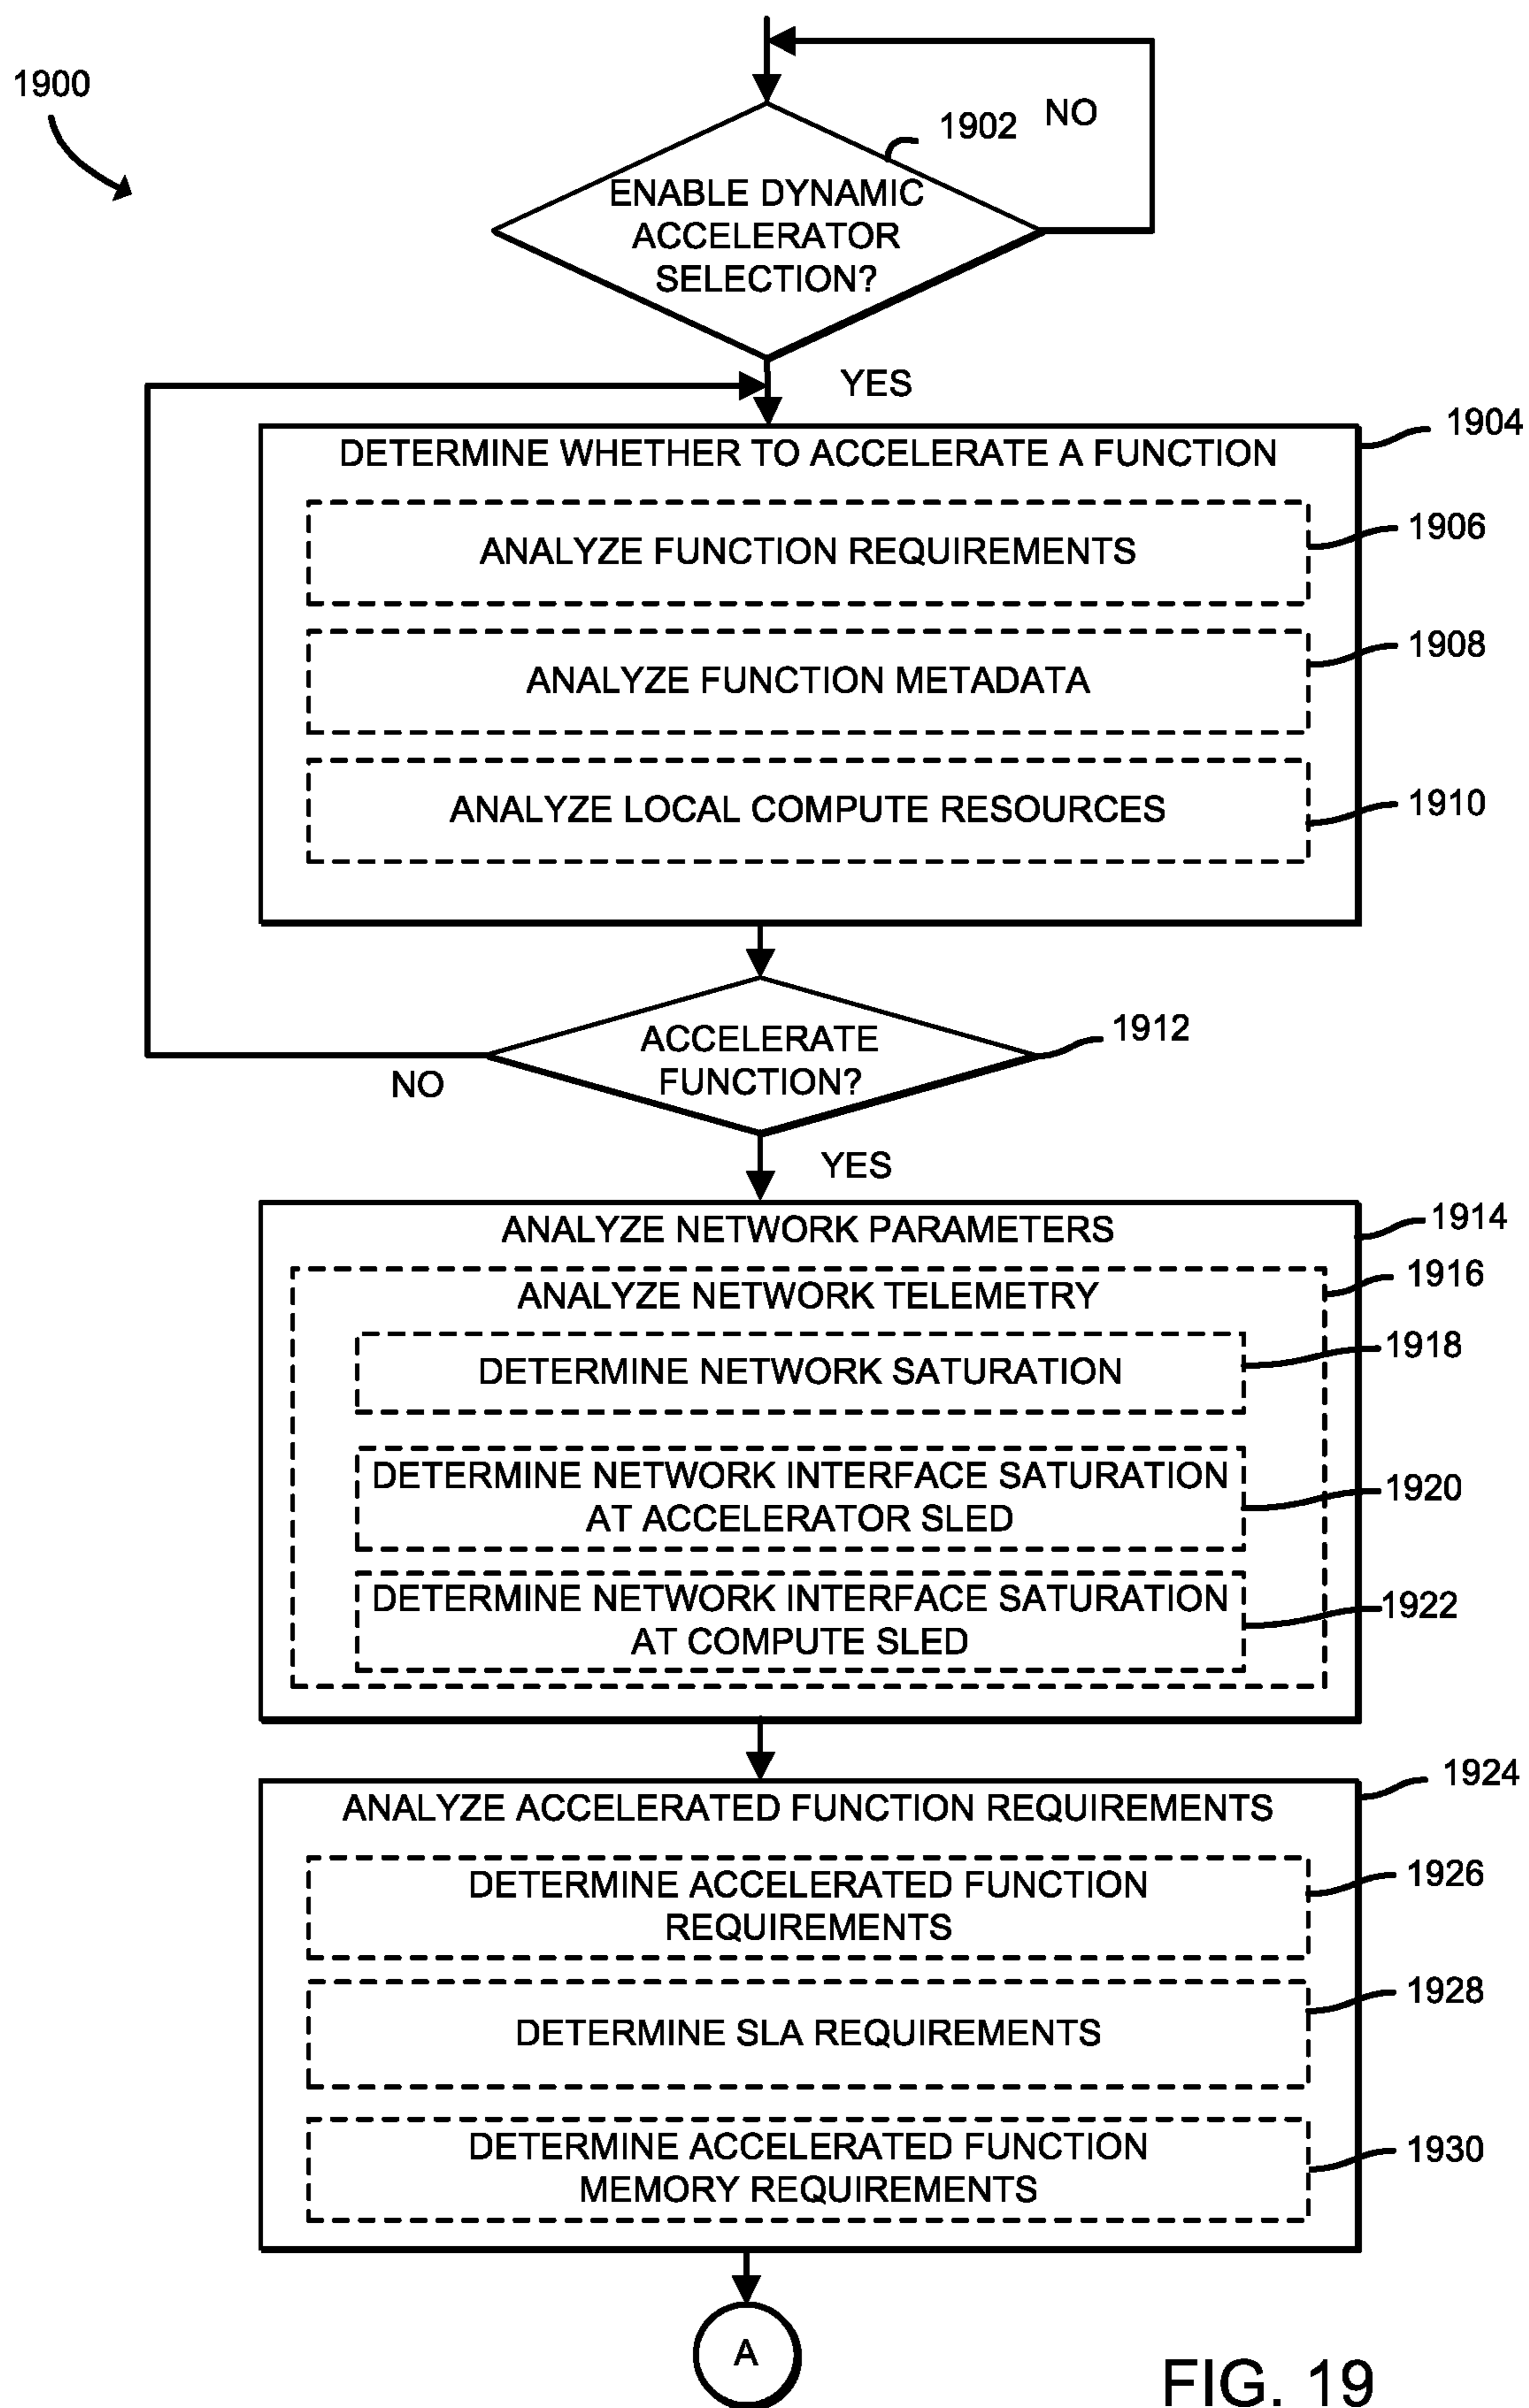 1900
1902
NO
ENABLE DYNAMIC
ACCELERATOR
SELECTION?
YES
1904
DETERMINE WHETHER TO ACCELERATE A FUNCTION
1906
ANALYZE FUNCTION REQUIREMENTS
1908
ANALYZE FUNCTION METADATA
1910
ANALYZE LOCAL COMPUTE RESOURCES
1912
ACCELERATE
FUNCTION?
NO
YES
1914
ANALYZE NETWORK PARAMETERS
1916
ANALYZE NETWORK TELEMETRY
1918
DETERMINE NETWORK SATURATION
1920
DETERMINE NETWORK INTERFACE SATURATION
AT ACCELERATOR SLED
1922
DETERMINE NETWORK INTERFACE SATURATION
AT COMPUTE SLED
1924
ANALYZE ACCELERATED FUNCTION REQUIREMENTS
1926
DETERMINE ACCELERATED FUNCTION
REQUIREMENTS
1928
DETERMINE SLA REQUIREMENTS
1930
DETERMINE ACCELERATED FUNCTION
MEMORY REQUIREMENTS
A
FIG. 19